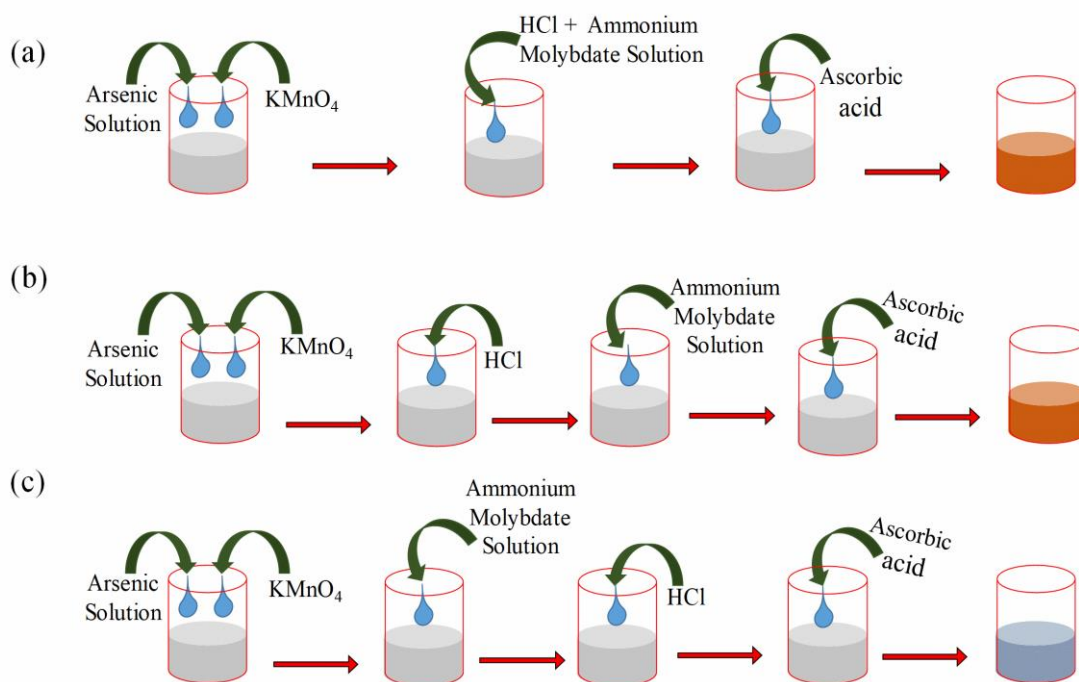 (a)
Arsenic
Solution
KMnO₄
HCl + Ammonium
Molybdate Solution
Ascorbic
acid
(b)
Arsenic
Solution
KMnO₄
HCl
Ammonium
Molybdate
Solution
Ascorbic
acid
(c)
Arsenic
Solution
KMnO₄
Ammonium
Molybdate
Solution
HCl
Ascorbic
acid